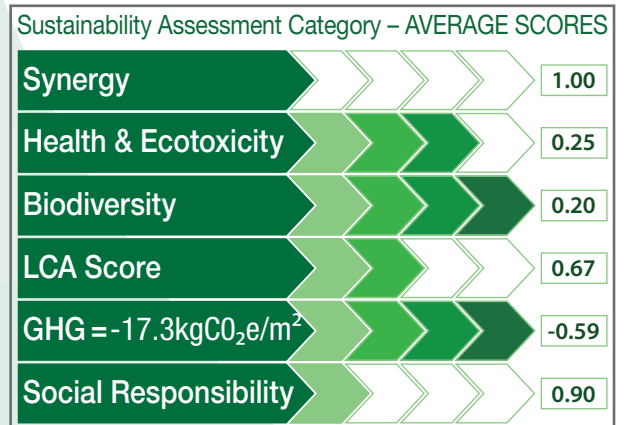 Sustainability Assessment Category – AVERAGE SCORES
Synergy 1.00
Health & Ecotoxicity 0.25
Biodiversity 0.20
LCA Score 0.67
GHG = -17.3kgC0₂e/m² -0.59
Social Responsibility 0.90